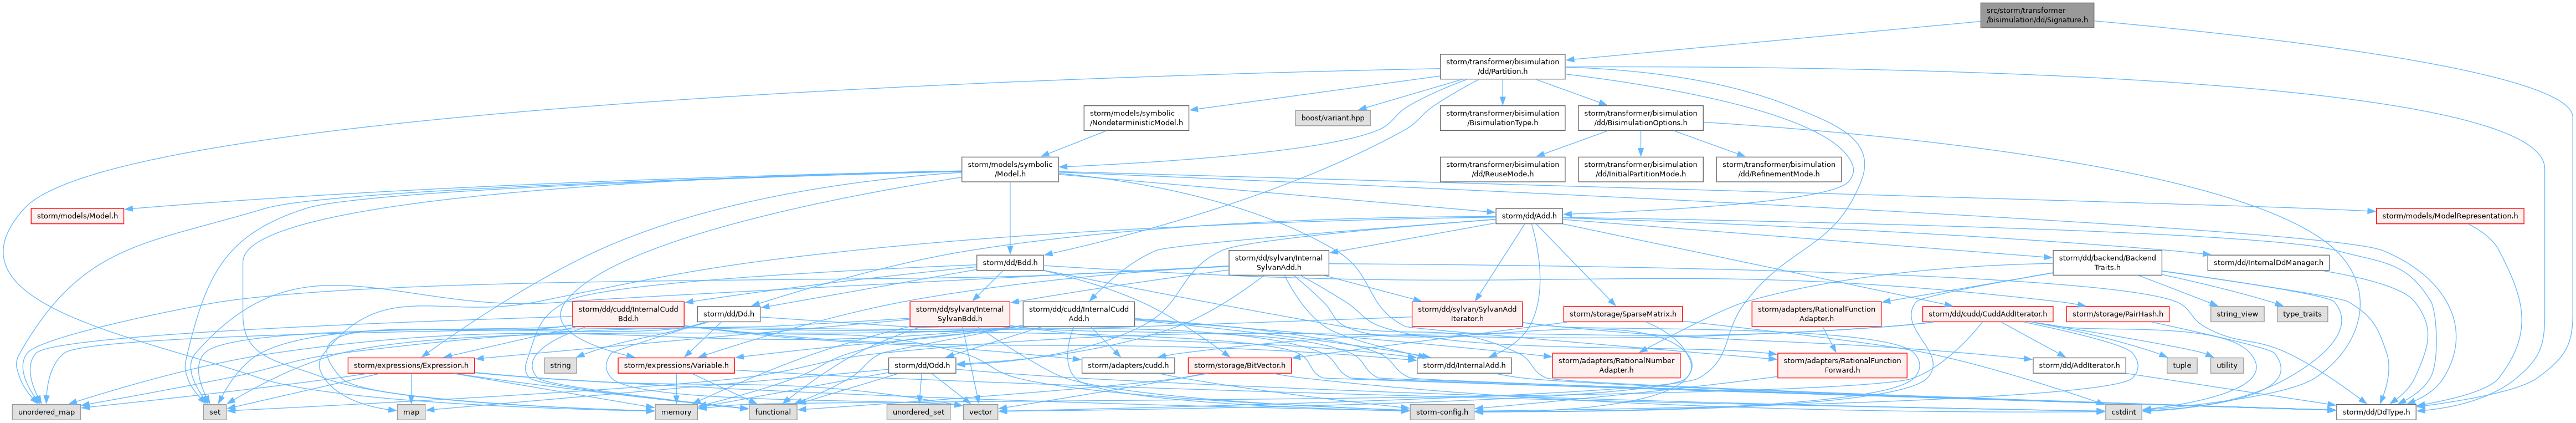 src/storm/transformer
/bisimulation/dd/Signature.h
storm/transformer/bisimulation
/dd/Partition.h
storm/models/symbolic
/NondeterministicModel.h
boost/variant.hpp
storm/transformer/bisimulation
/BisimulationType.h
storm/transformer/bisimulation
/dd/BisimulationOptions.h
storm/models/symbolic
/Model.h
storm/transformer/bisimulation
/dd/ReuseMode.h
storm/transformer/bisimulation
/dd/InitialPartitionMode.h
storm/transformer/bisimulation
/dd/RefinementMode.h
storm/models/Model.h
storm/dd/Add.h
storm/models/ModelRepresentation.h
storm/dd/Bdd.h
storm/dd/sylvan/Internal
SylvanAdd.h
storm/dd/backend/Backend
Traits.h
storm/dd/InternalDdManager.h
storm/dd/cudd/InternalCudd
Bdd.h
storm/dd/Dd.h
storm/dd/sylvan/Internal
SylvanBdd.h
storm/dd/cudd/InternalCudd
Add.h
storm/dd/sylvan/SylvanAdd
Iterator.h
storm/storage/SparseMatrix.h
storm/adapters/RationalFunction
Adapter.h
storm/dd/cudd/CuddAddIterator.h
storm/storage/PairHash.h
string_view
type_traits
storm/expressions/Expression.h
string
storm/expressions/Variable.h
storm/dd/Odd.h
storm/adapters/cudd.h
storm/storage/BitVector.h
storm/dd/InternalAdd.h
storm/adapters/RationalNumber
Adapter.h
storm/adapters/RationalFunction
Forward.h
storm/dd/AddIterator.h
tuple
utility
unordered_map
set
map
memory
functional
unordered_set
vector
storm-config.h
cstdint
storm/dd/DdType.h